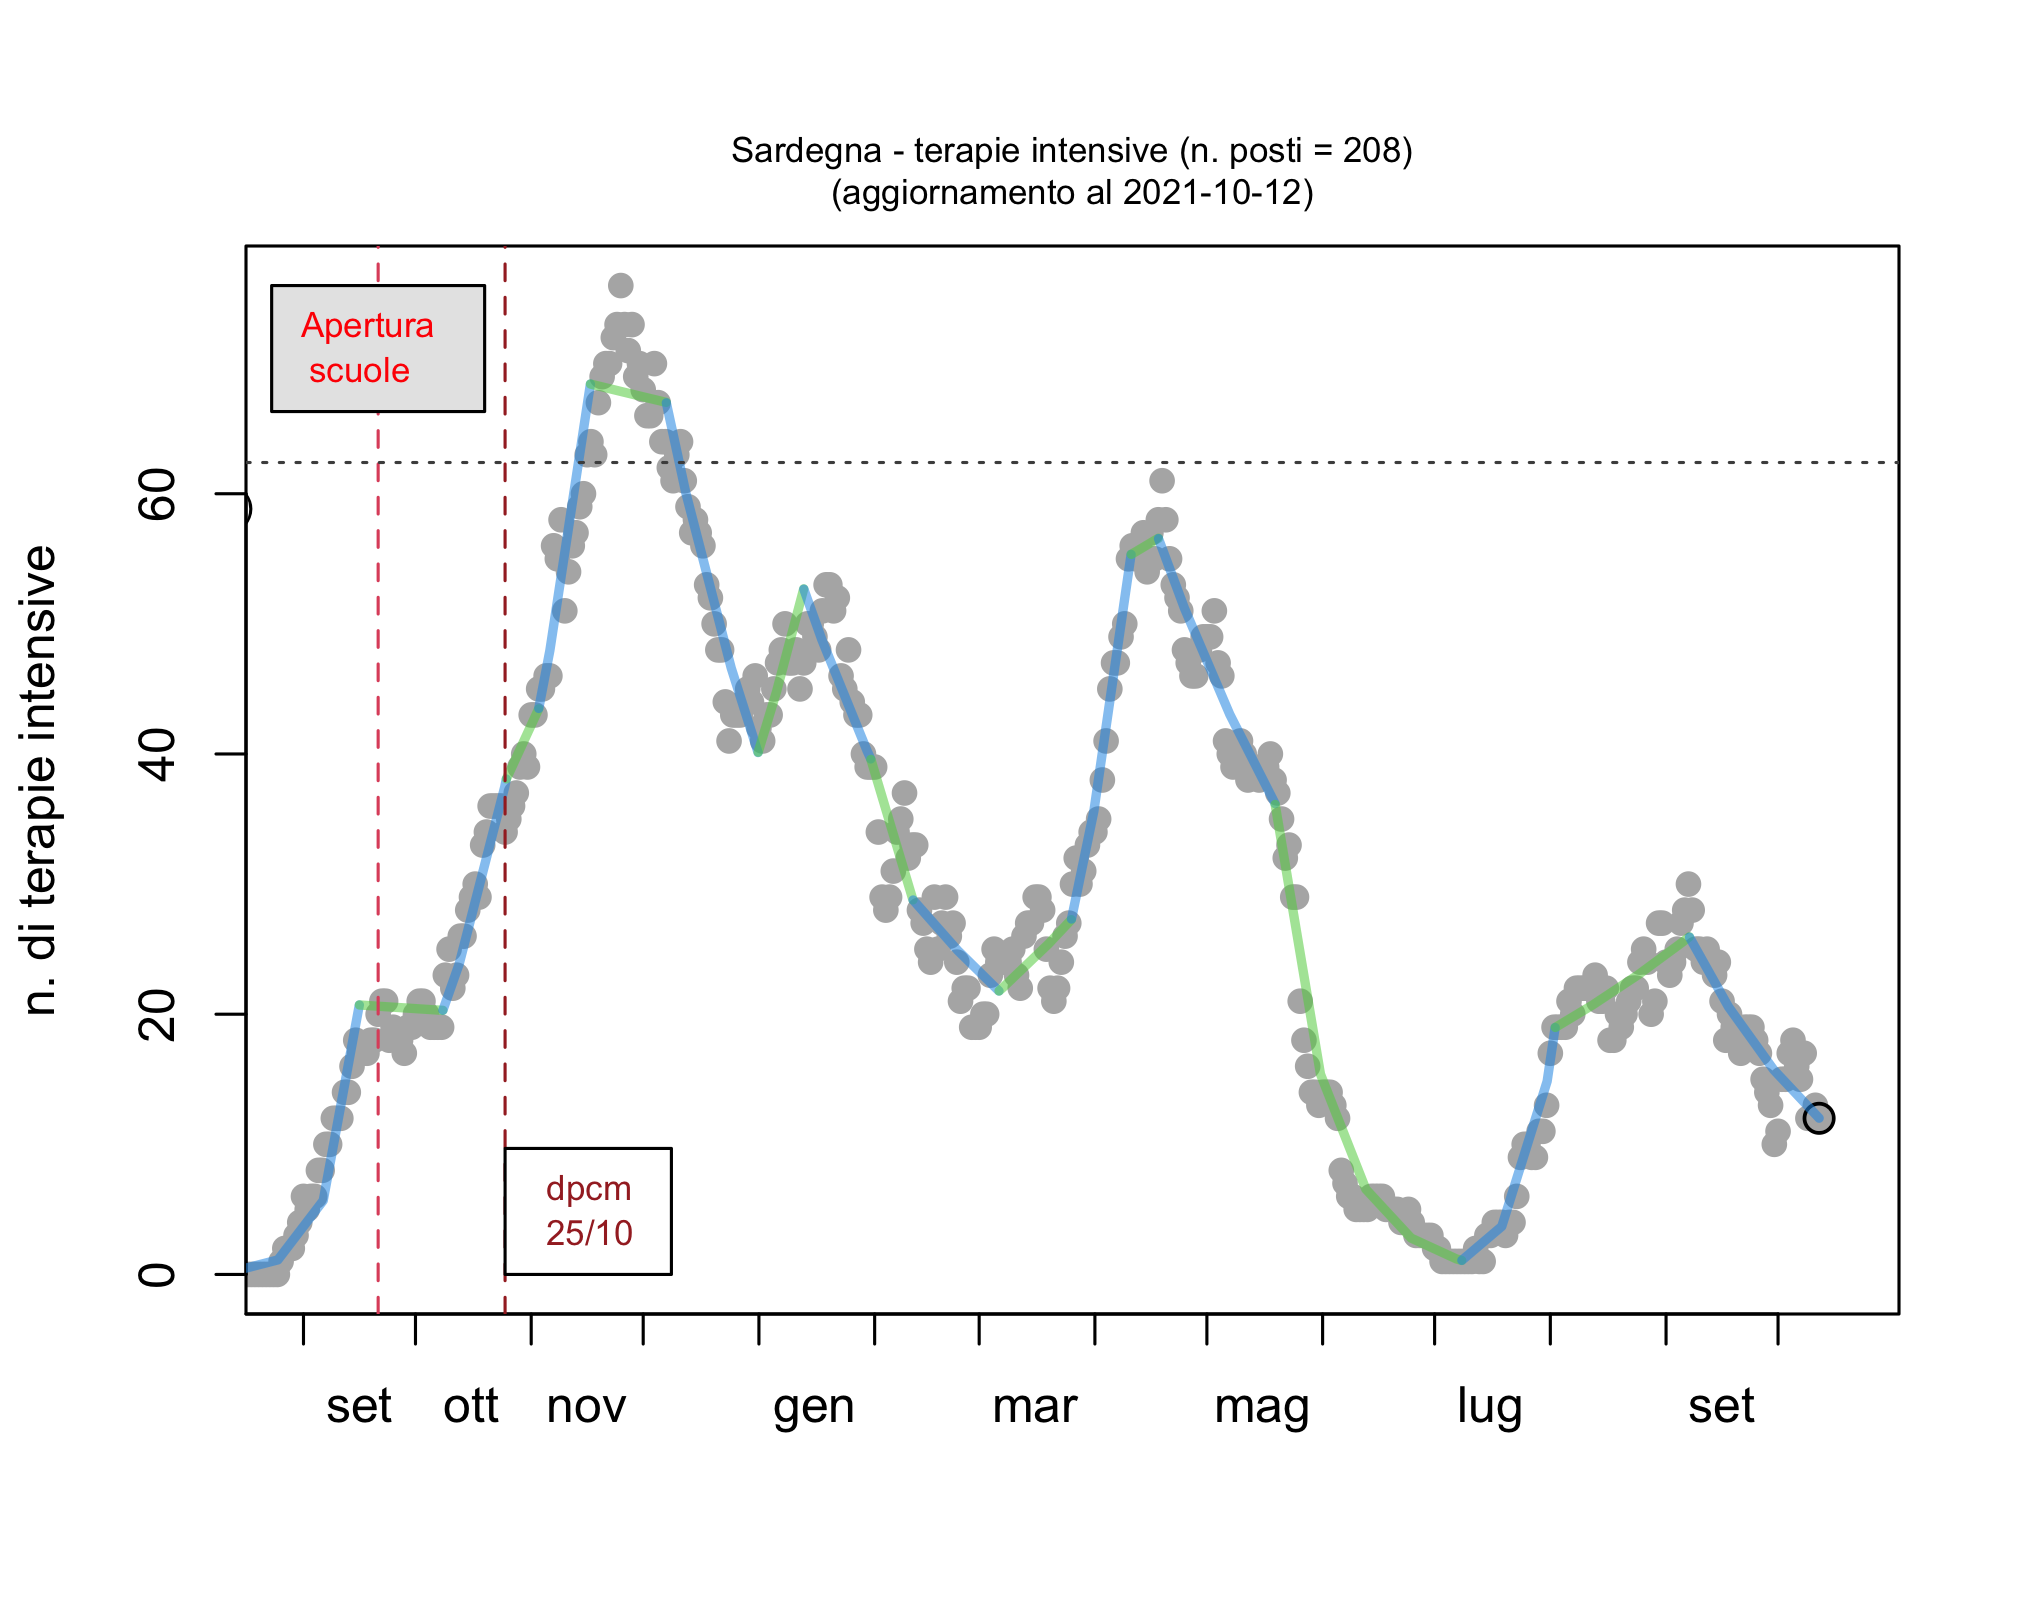 Sardegna - terapie intensive (n. posti = 208)
(aggiornamento al 2021-10-12)
Apertura
scuole
n. di terapie intensive
60
40
20
0
dpcm
25/10
set ott nov gen mar mag lug set